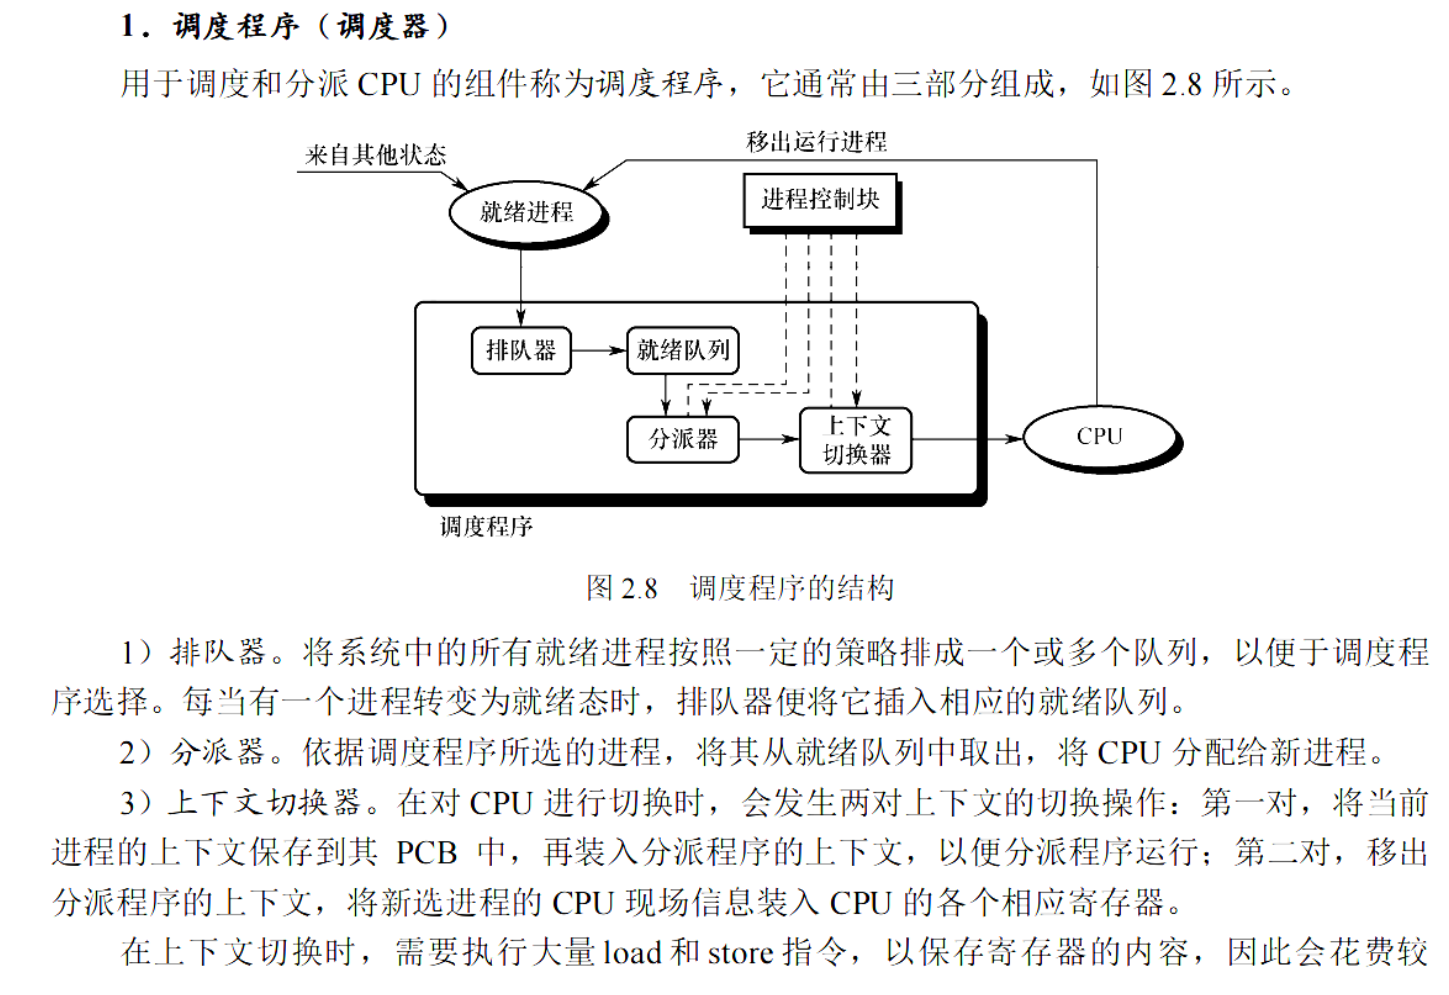 1．调度程序（调度器）
用于调度和分派 CPU 的组件称为调度程序，它通常由三部分组成，如图 2.8 所示。
移出运行进程
来自其他状态
进程控制块
就绪进程
排队器
就绪队列
分派器
上下文
切换器
CPU
调度程序
图 2.8 调度程序的结构
1）排队器。将系统中的所有就绪进程按照一定的策略排成一个或多个队列，以便于调度程
序选择。每当有一个进程转变为就绪态时，排队器便将它插入相应的就绪队列。
2）分派器。依据调度程序所选的进程，将其从就绪队列中取出，将 CPU 分配给新进程。
3）上下文切换器。在对 CPU 进行切换时，会发生两对上下文的切换操作：第一对，将当前
进程的上下文保存到其 PCB 中，再装入分派程序的上下文，以便分派程序运行；第二对，移出
分派程序的上下文，将新选进程的 CPU 现场信息装入 CPU 的各个相应寄存器。
在上下文切换时，需要执行大量 load 和 store 指令，以保存寄存器的内容，因此会花费较